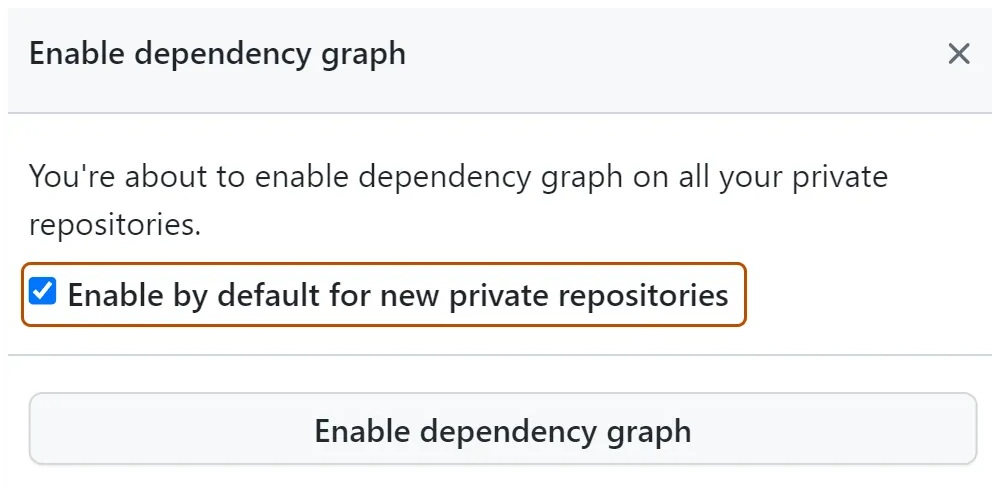 Enable dependency graph
You're about to enable dependency graph on all your private
repositories.
Enable by default for new private repositories
Enable dependency graph